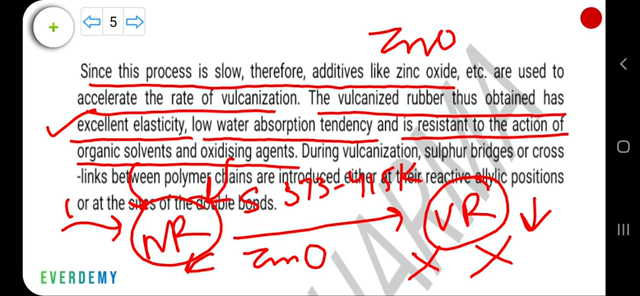 5
ZnO
Since this process is slow, therefore, additives like zinc oxide, etc. are used to
accelerate the rate of vulcanization. The vulcanized rubber thus obtained has
excellent elasticity, low water absorption tendency and is resistant to the action of
organic solvents and oxidising agents. During vulcanization, sulphur bridges or cross
-links between polymer chains are introduced either at their reactive allylic positions
or at the sites of the double bonds.
S 373-415K
NR
VR
ZnO
EVERDEMY
SHARMA